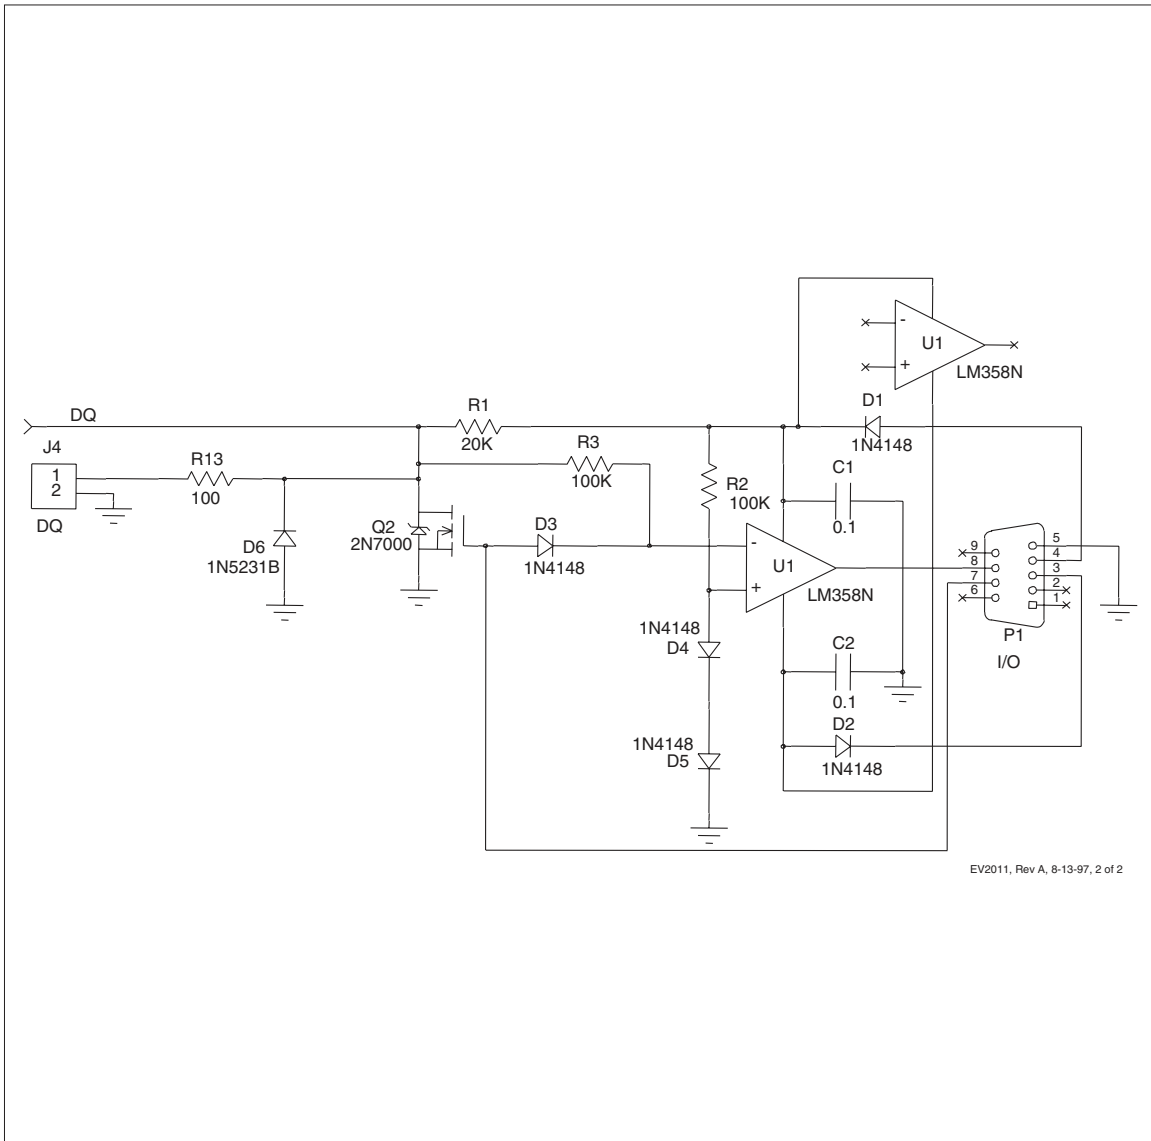 -
U1
+
LM358N
D1
1N4148
DQ
R1
20K
J4
1
2
DQ
R13
100
R3
100K
R2
100K
C1
0.1
D6
1N5231B
Q2
2N7000
D3
1N4148
-
U1
+
LM358N
9
8
7
6
5
4
3
2
1
P1
I/O
1N4148
D4
C2
0.1
D2
1N4148
1N4148
D5
EV2011, Rev A, 8-13-97, 2 of 2